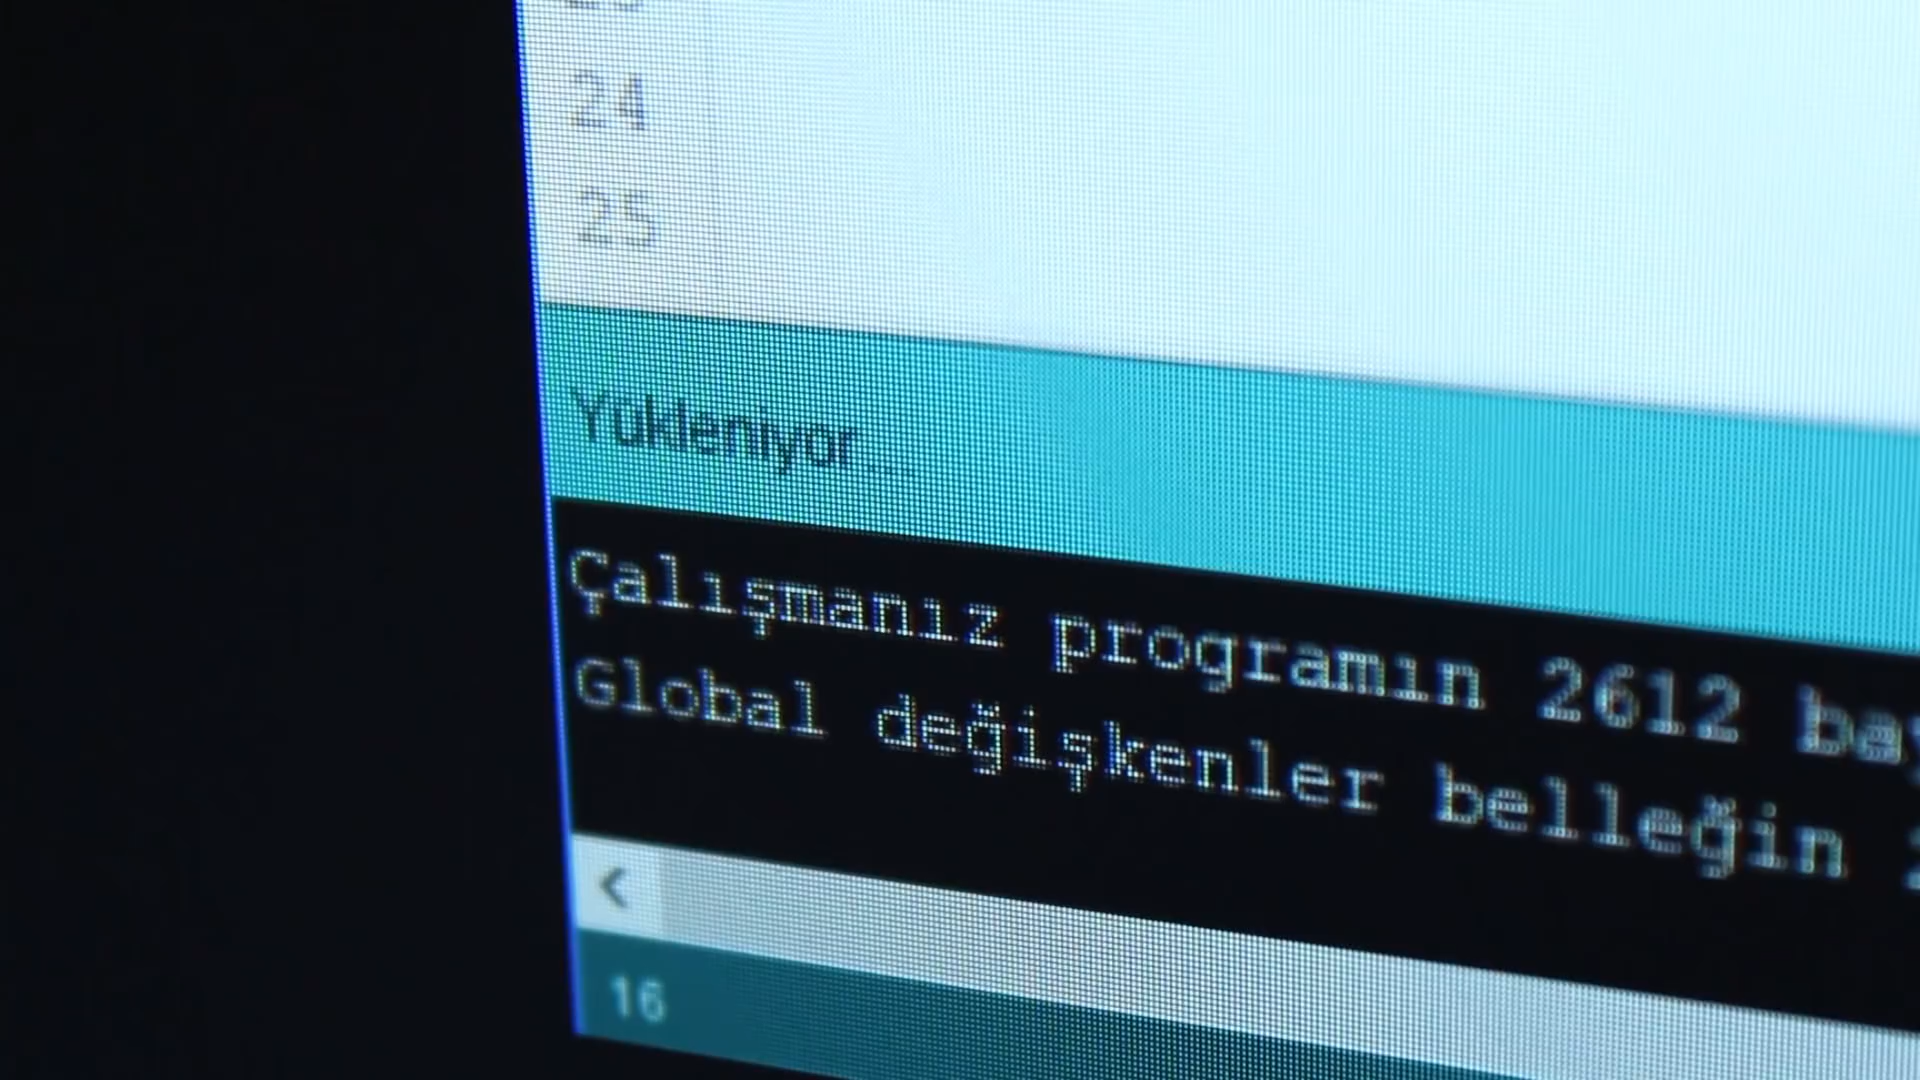 24
25
Yükleniyor...
Çalışmanız programın 2612
Global değişkenler belleğin
16